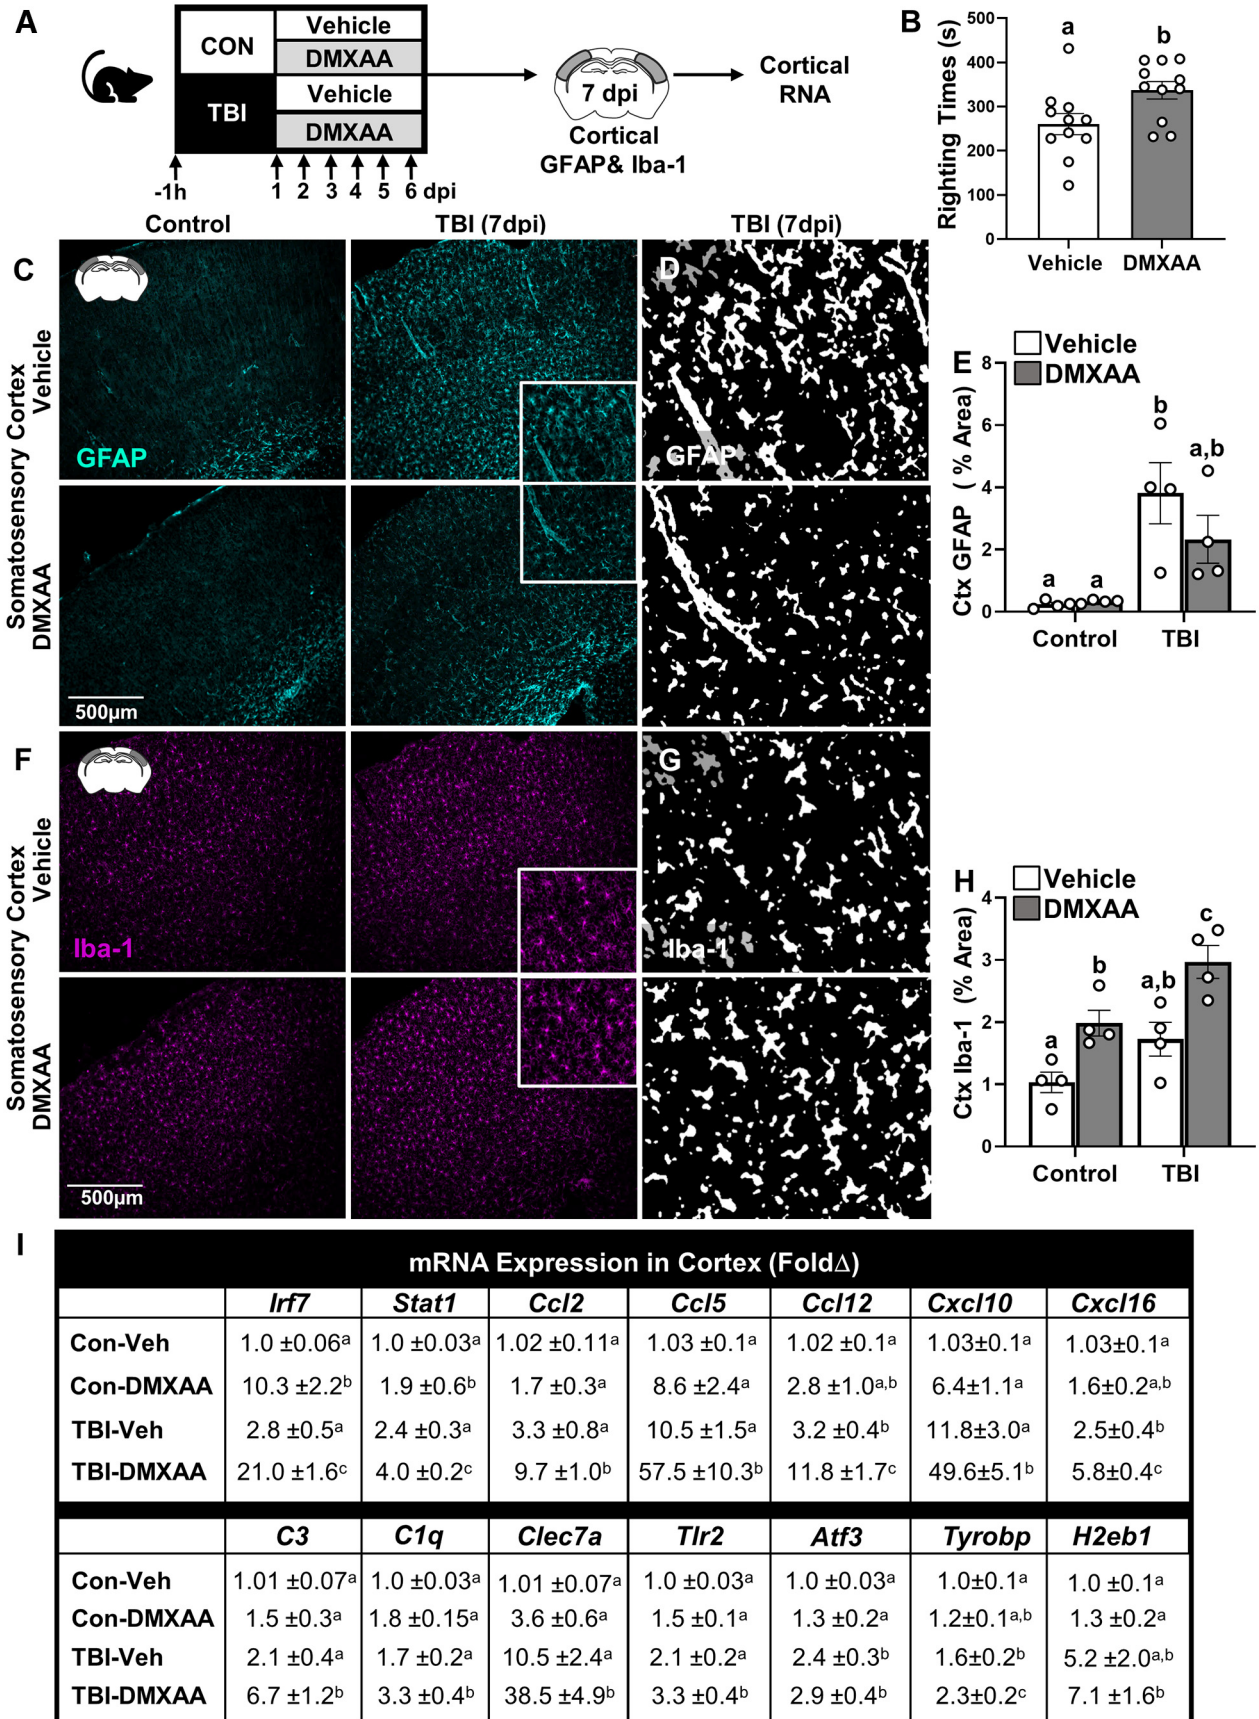 A
CON
TBI
Vehicle
DMXAA
Vehicle
DMXAA
-1h
1 2 3 4 5 6 dpi
7 dpi
Cortical
GFAP& Iba-1
Cortical
RNA
B
Righting Times (s)
500
400
300
200
100
0
a
b
Vehicle DMXAA
Control
TBI (7dpi)
TBI (7dpi)
C
D
Somatosensory Cortex
Vehicle
DMXAA
GFAP
GFAP
500µm
E
Vehicle
DMXAA
Ctx GFAP ( % Area)
8
6
4
2
0
a
a
b
a,b
Control
TBI
F
G
Somatosensory Cortex
Vehicle
DMXAA
Iba-1
Iba-1
500µm
H
Vehicle
DMXAA
Ctx Iba-1 (% Area)
4
3
2
1
0
a
b
a,b
c
Control
TBI
I
mRNA Expression in Cortex (Fold∆)
Irf7 Stat1 Ccl2 Ccl5 Ccl12 Cxcl10 Cxcl16
Con-Veh 1.0 ±0.06a 1.0 ±0.03a 1.02 ±0.11a 1.03 ±0.1a 1.02 ±0.1a 1.03±0.1a 1.03±0.1a
Con-DMXAA 10.3 ±2.2b 1.9 ±0.6b 1.7 ±0.3a 8.6 ±2.4a 2.8 ±1.0a,b 6.4±1.1a 1.6±0.2a,b
TBI-Veh 2.8 ±0.5a 2.4 ±0.3a 3.3 ±0.8a 10.5 ±1.5a 3.2 ±0.4b 11.8±3.0a 2.5±0.4b
TBI-DMXAA 21.0 ±1.6c 4.0 ±0.2c 9.7 ±1.0b 57.5 ±10.3b 11.8 ±1.7c 49.6±5.1b 5.8±0.4c
C3 C1q Clec7a Tlr2 Atf3 Tyrobp H2eb1
Con-Veh 1.01 ±0.07a 1.0 ±0.03a 1.01 ±0.07a 1.0 ±0.03a 1.0 ±0.03a 1.0±0.1a 1.0 ±0.1a
Con-DMXAA 1.5 ±0.3a 1.8 ±0.15a 3.6 ±0.6a 1.5 ±0.1a 1.3 ±0.2a 1.2±0.1a,b 1.3 ±0.2a
TBI-Veh 2.1 ±0.4a 1.7 ±0.2a 10.5 ±2.4a 2.1 ±0.2a 2.4 ±0.3b 1.6±0.2b 5.2 ±2.0a,b
TBI-DMXAA 6.7 ±1.2b 3.3 ±0.4b 38.5 ±4.9b 3.3 ±0.4b 2.9 ±0.4b 2.3±0.2c 7.1 ±1.6b